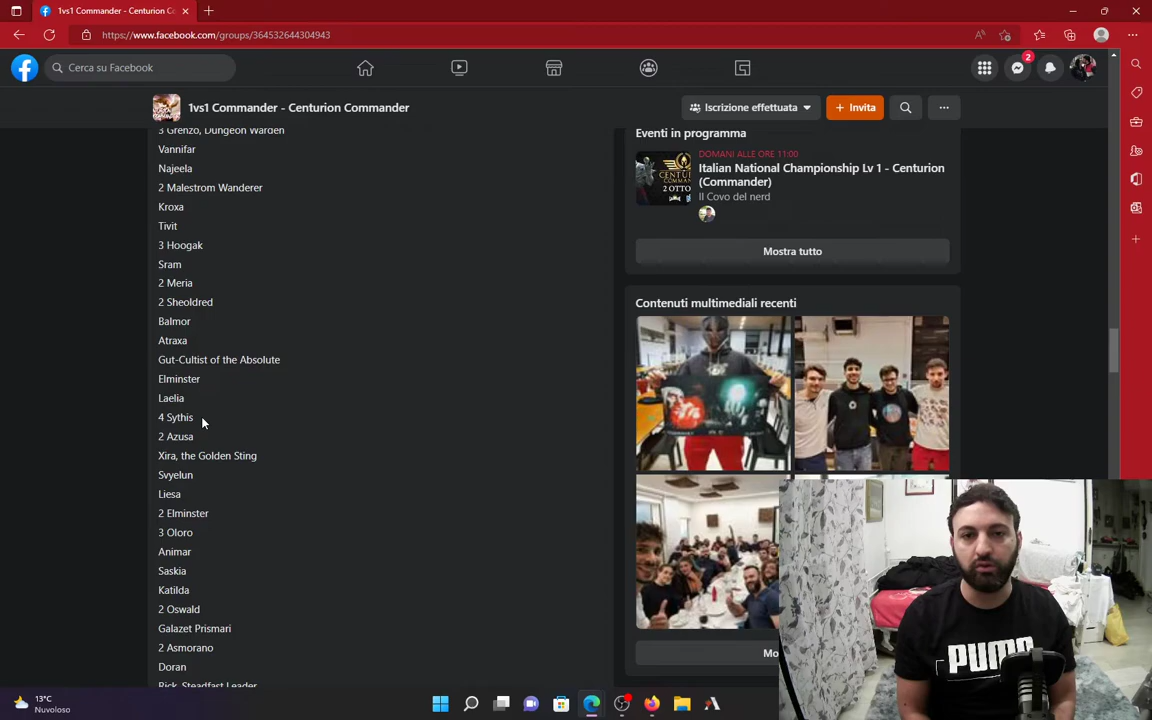 1vs1 Commander - Centurion C
https://www.facebook.com/groups/364532644304943
Cerca su Facebook
2
1vs1 Commander - Centurion Commander
Iscrizione effettuata
+ Invita
3 Grenzo, Dungeon Warden
Vannifar
Najeela
2 Malestrom Wanderer
Kroxa
Tivit
3 Hoogak
Sram
2 Meria
2 Sheoldred
Balmor
Atraxa
Gut-Cultist of the Absolute
Elminster
Laelia
4 Sythis
2 Azusa
Xira, the Golden Sting
Svyelun
Liesa
2 Elminster
3 Oloro
Animar
Saskia
Katilda
2 Oswald
Galazet Prismari
2 Asmorano
Doran
Rick, Steadfast Leader
Eventi in programma
DOMANI ALLE ORE 11:00
Italian National Championship Lv 1 - Centurion
(Commander)
Il Covo del nerd
Mostra tutto
Contenuti multimediali recenti
Mo
PUMA
13°C
Nuvoloso